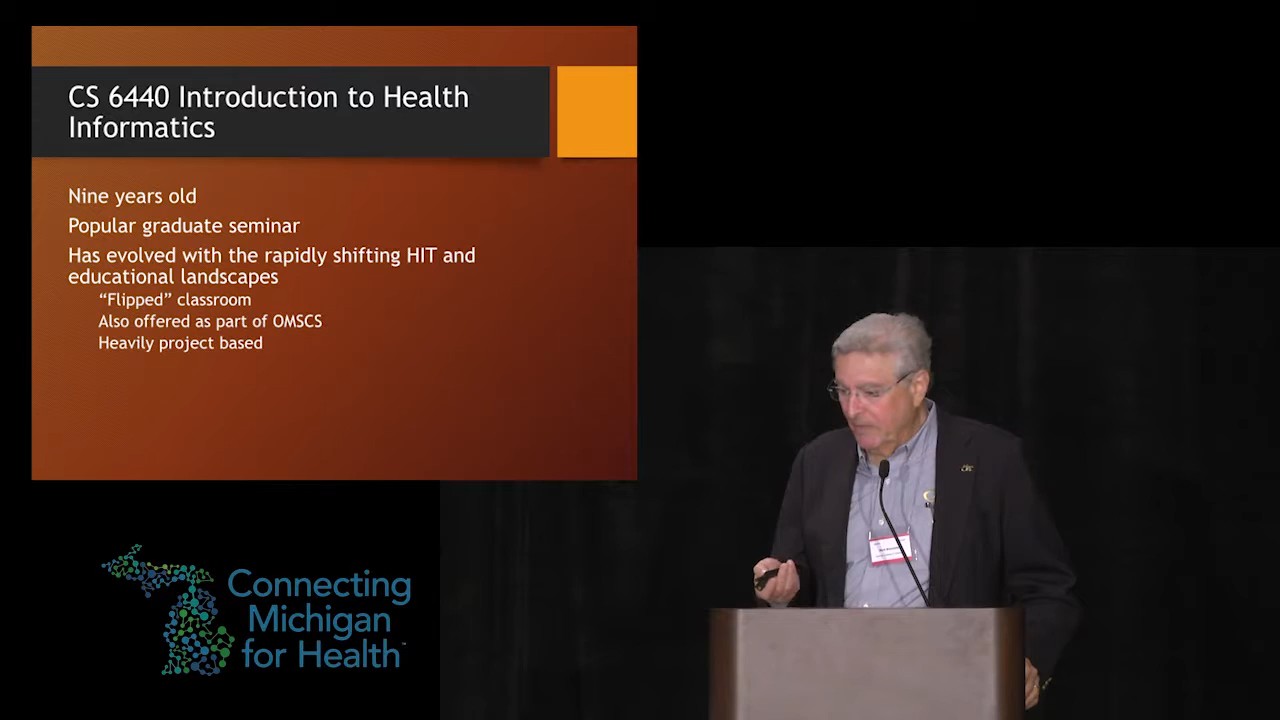 CS 6440 Introduction to Health
Informatics
Nine years old
Popular graduate seminar
Has evolved with the rapidly shifting HIT and
educational landscapes
“Flipped” classroom
Also offered as part of OMSCS
Heavily project based
Connecting
Michigan
for Health™